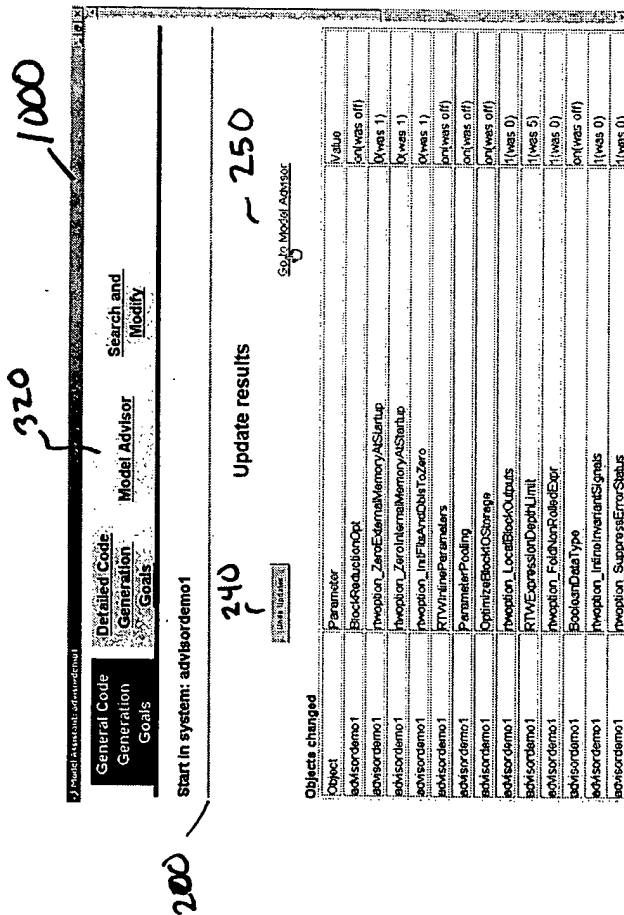 320
1000
Model Assistant: advisordemo1
General Code Generation Goals
Detailed Code Generation Goals
Model Advisor
Search and Modify
200
Start in system: advisordemo1
240
Undo Update
Update results
250
Go to Model Advisor
Objects changed
Object Parameter Value
advisordemo1 BlockReductionOpt on(was off)
advisordemo1 rtwoption_ZeroExternalMemoryAtStartup 0(was 1)
advisordemo1 rtwoption_ZeroInternalMemoryAtStartup 0(was 1)
advisordemo1 rtwoption_InitFltsAndDblsToZero 0(was 1)
advisordemo1 RTWInlineParameters on(was off)
advisordemo1 ParameterPooling on(was off)
advisordemo1 OptimizeBlockIOStorage on(was off)
advisordemo1 rtwoption_LocalBlockOutputs 1(was 0)
advisordemo1 RTWExpressionDepthLimit 1(was 5)
advisordemo1 rtwoption_FoldNonRolledExpr 1(was 0)
advisordemo1 BooleanDataType on(was off)
advisordemo1 rtwoption_InlineInvariantSignals 1(was 0)
advisordemo1 rtwoption_SuppressErrorStatus 1(was 0)